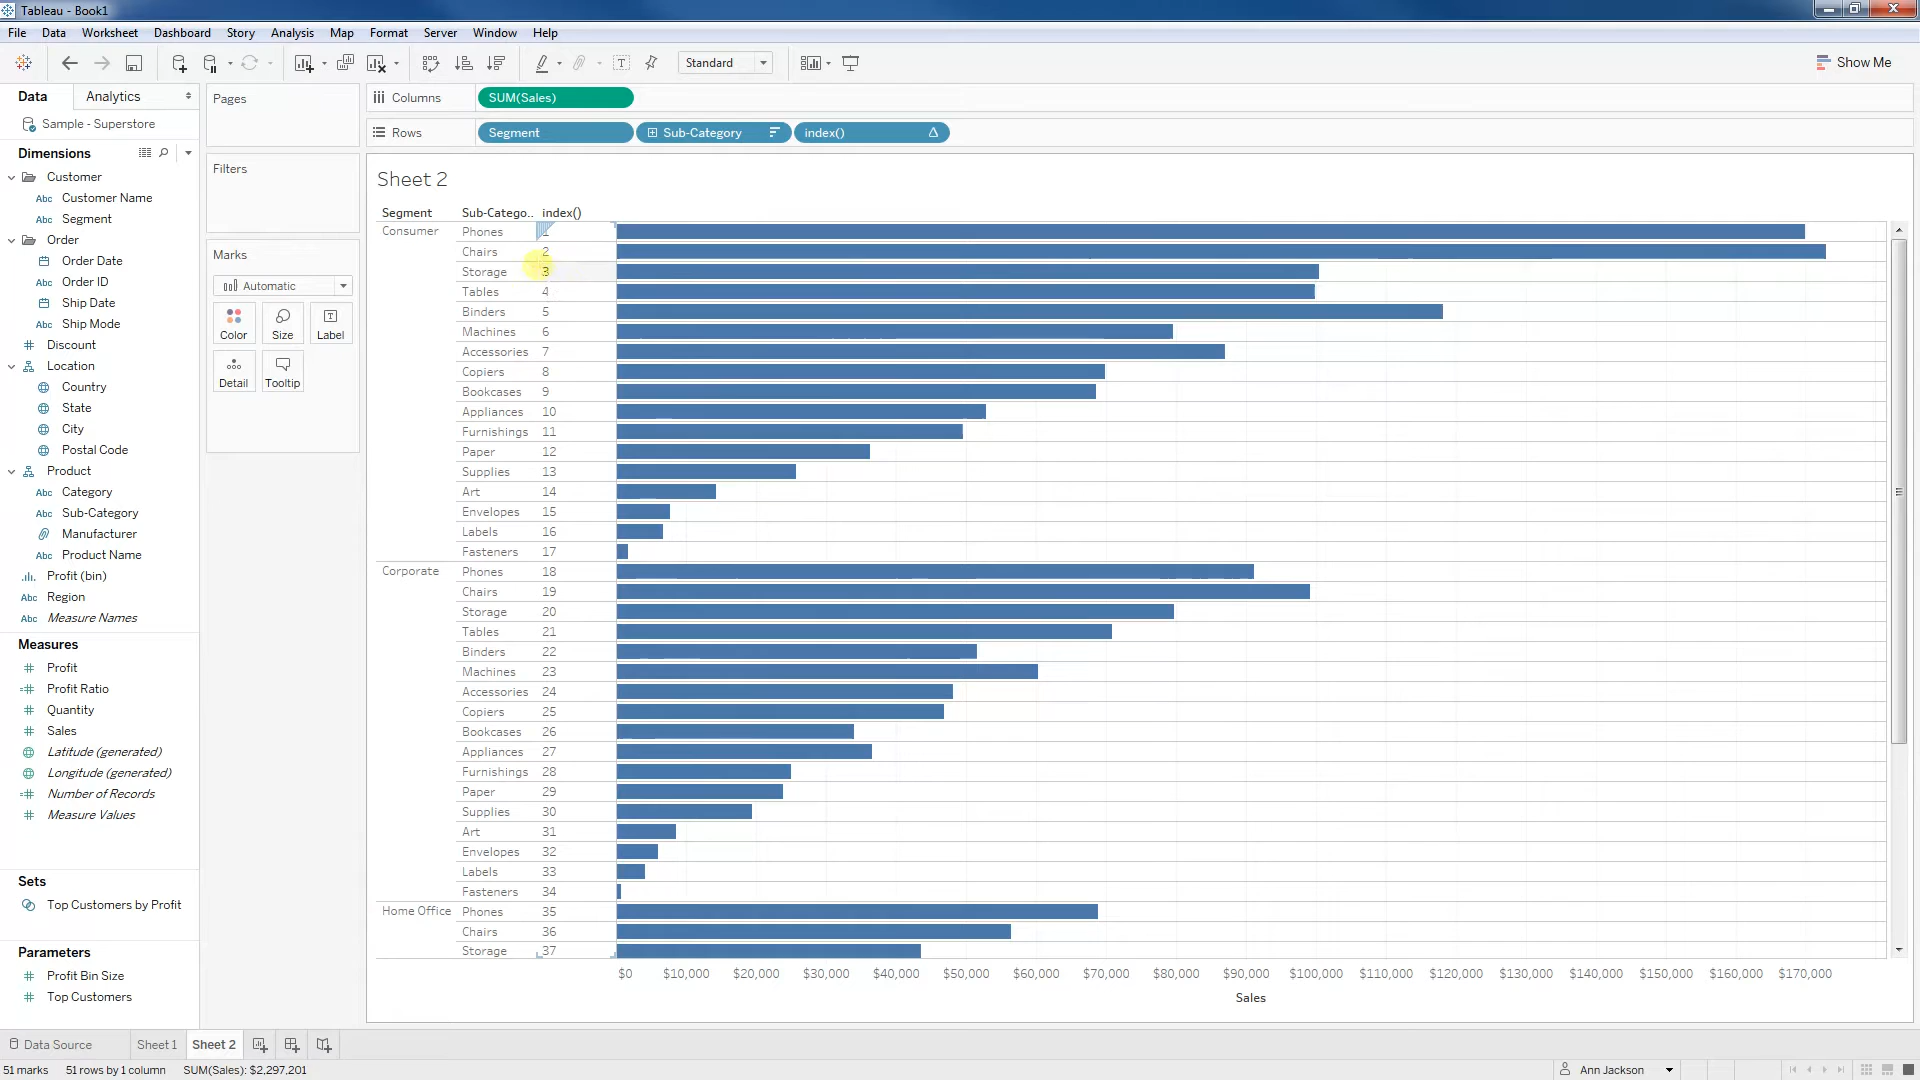 Tableau - Book1
File Data Worksheet Dashboard Story Analysis Map Format Server Window Help
Standard
Show Me
Data Analytics
Sample - Superstore
Dimensions
Customer
Abc Customer Name
Abc Segment
Order
Order Date
Abc Order ID
Ship Date
Abc Ship Mode
Discount
Location
Country
State
City
Postal Code
Product
Abc Category
Abc Sub-Category
Manufacturer
Abc Product Name
Profit (bin)
Abc Region
Abc Measure Names
Measures
Profit
Profit Ratio
Quantity
Sales
Latitude (generated)
Longitude (generated)
Number of Records
Measure Values
Sets
Top Customers by Profit
Parameters
Profit Bin Size
Top Customers
Pages
Filters
Marks
Automatic
Color Size Label
Detail Tooltip
Columns SUM(Sales)
Rows Segment Sub-Category index()
Sheet 2
Segment Sub-Catego.. index()
Consumer Phones 1
Chairs 2
Storage 3
Tables 4
Binders 5
Machines 6
Accessories 7
Copiers 8
Bookcases 9
Appliances 10
Furnishings 11
Paper 12
Supplies 13
Art 14
Envelopes 15
Labels 16
Fasteners 17
Corporate Phones 18
Chairs 19
Storage 20
Tables 21
Binders 22
Machines 23
Accessories 24
Copiers 25
Bookcases 26
Appliances 27
Furnishings 28
Paper 29
Supplies 30
Art 31
Envelopes 32
Labels 33
Fasteners 34
Home Office Phones 35
Chairs 36
Storage 37
$0 $10,000 $20,000 $30,000 $40,000 $50,000 $60,000 $70,000 $80,000 $90,000 $100,000 $110,000 $120,000 $130,000 $140,000 $150,000 $160,000 $170,000
Sales
Data Source Sheet 1 Sheet 2
51 marks 51 rows by 1 column SUM(Sales): $2,297,201
Ann Jackson